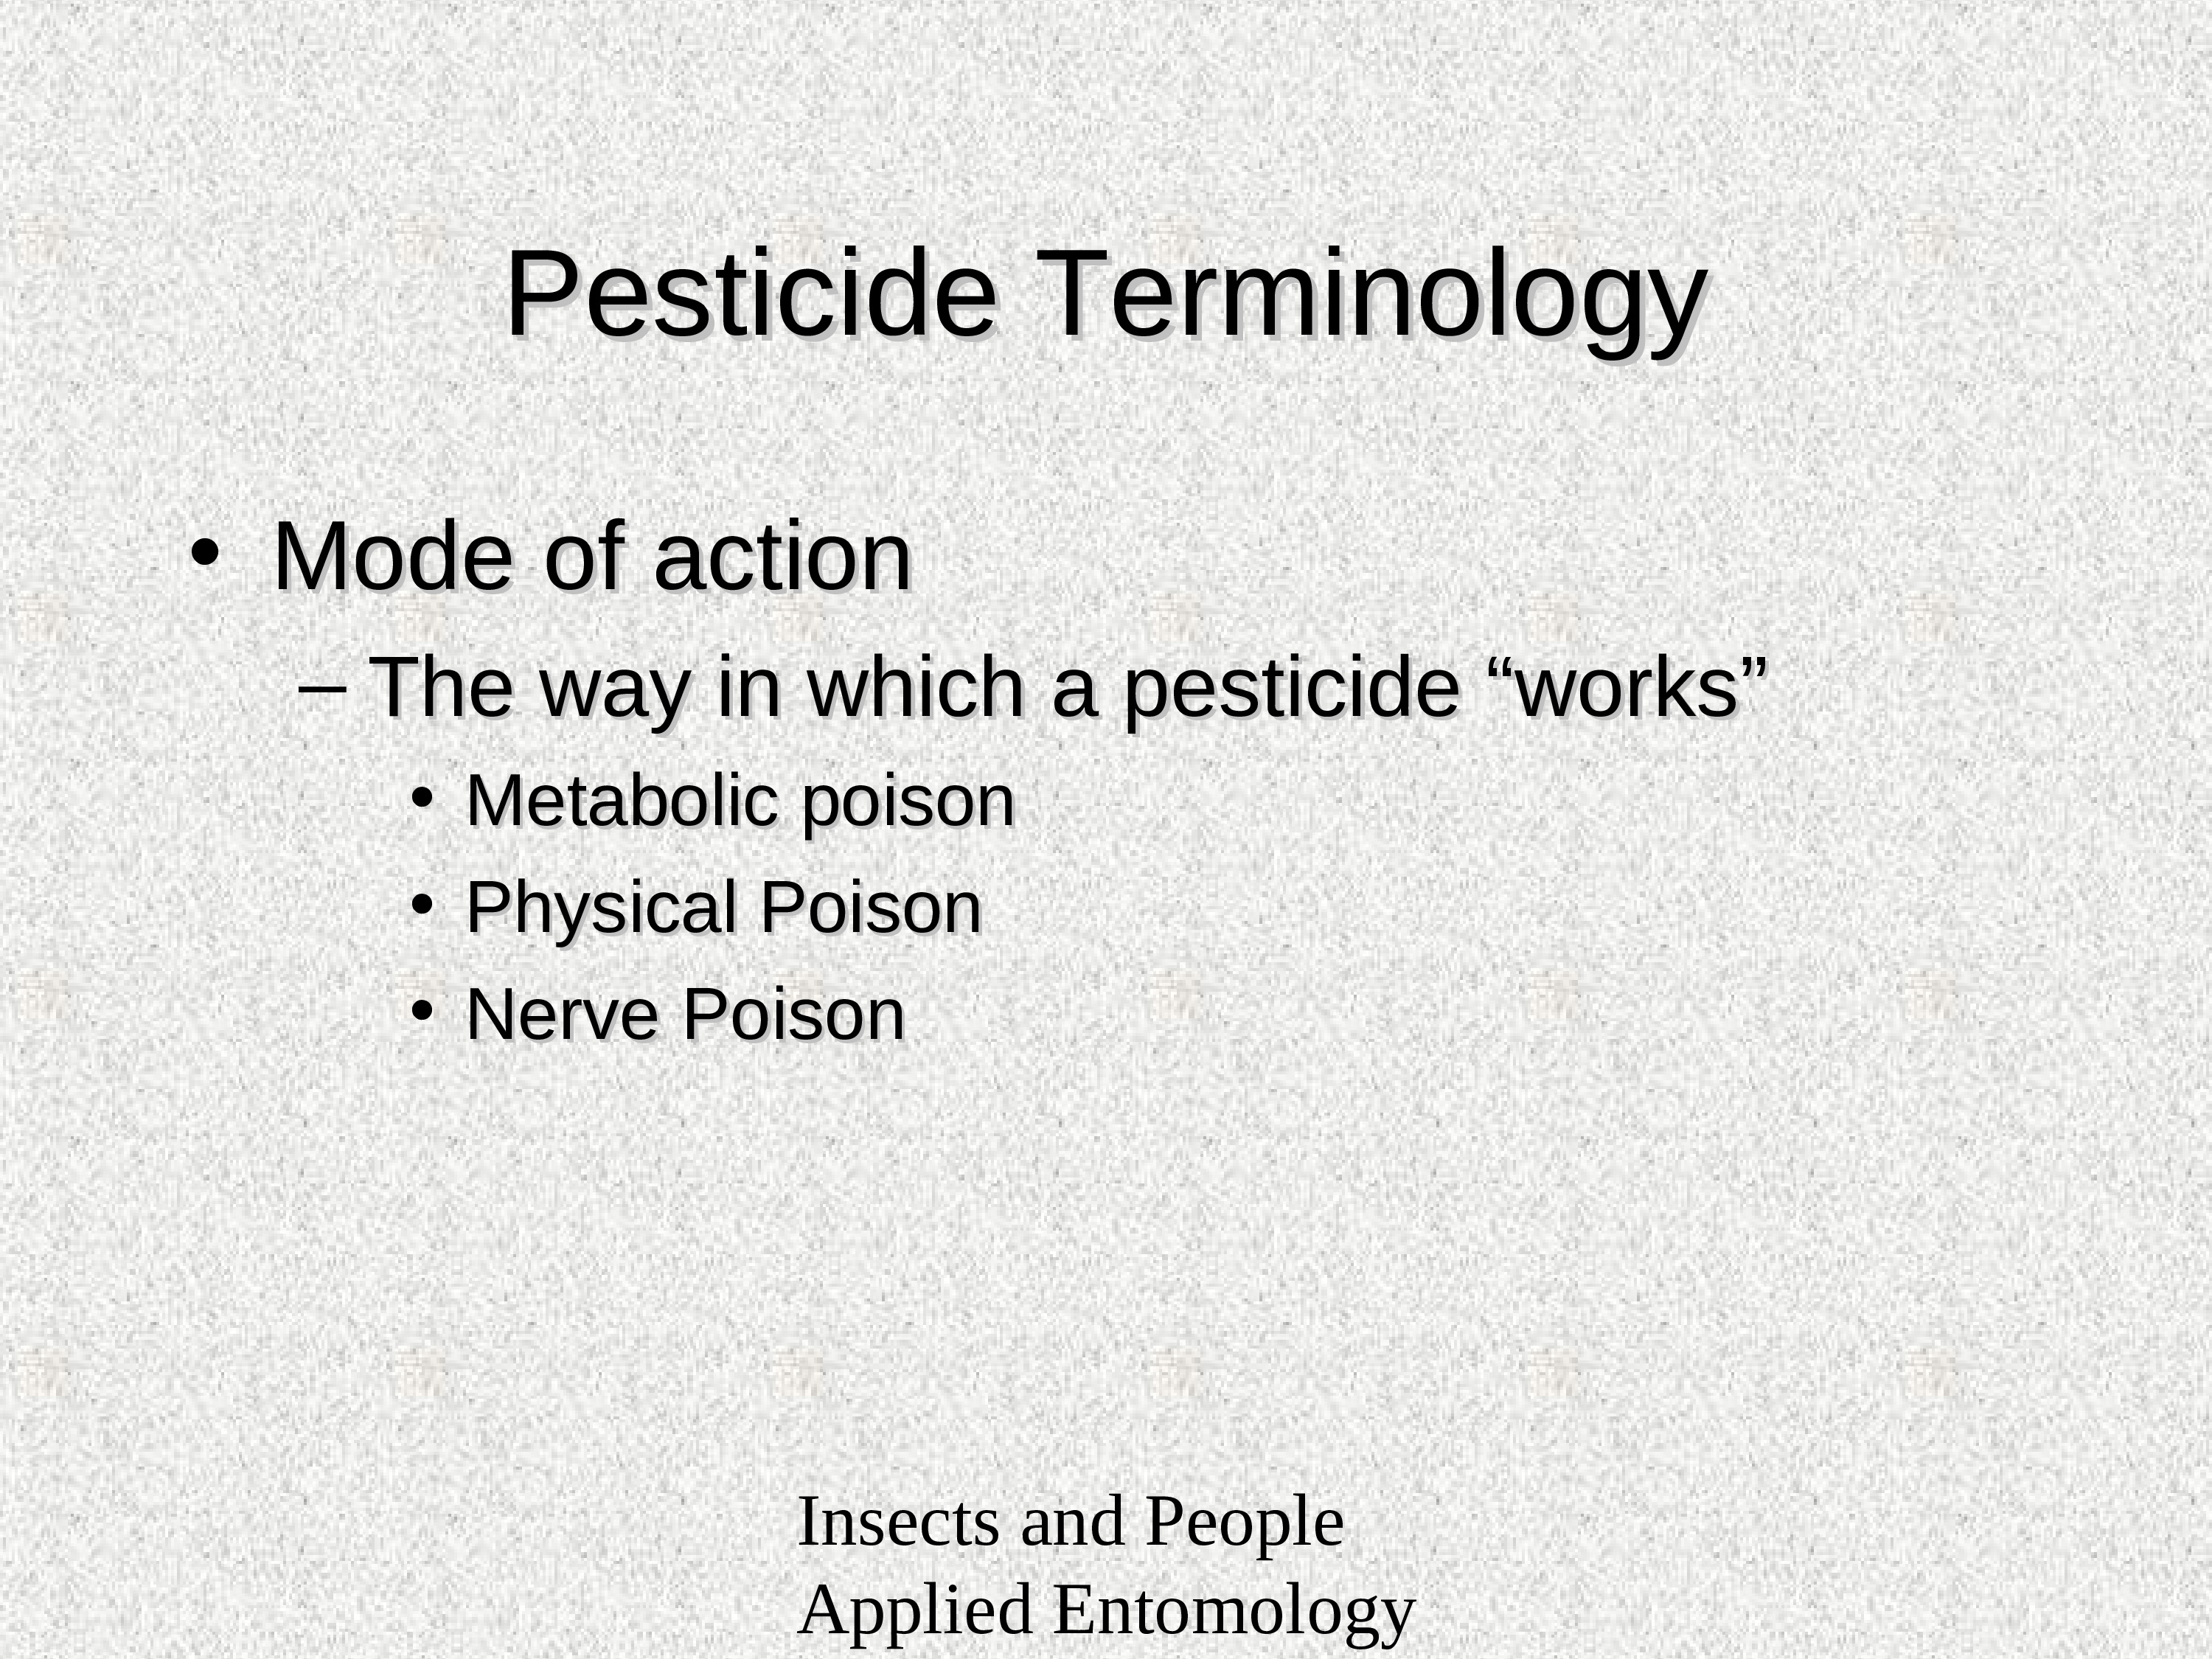 Pesticide Terminology
• Mode of action
– The way in which a pesticide “works”
• Metabolic poison
• Physical Poison
• Nerve Poison
Insects and People
Applied Entomology